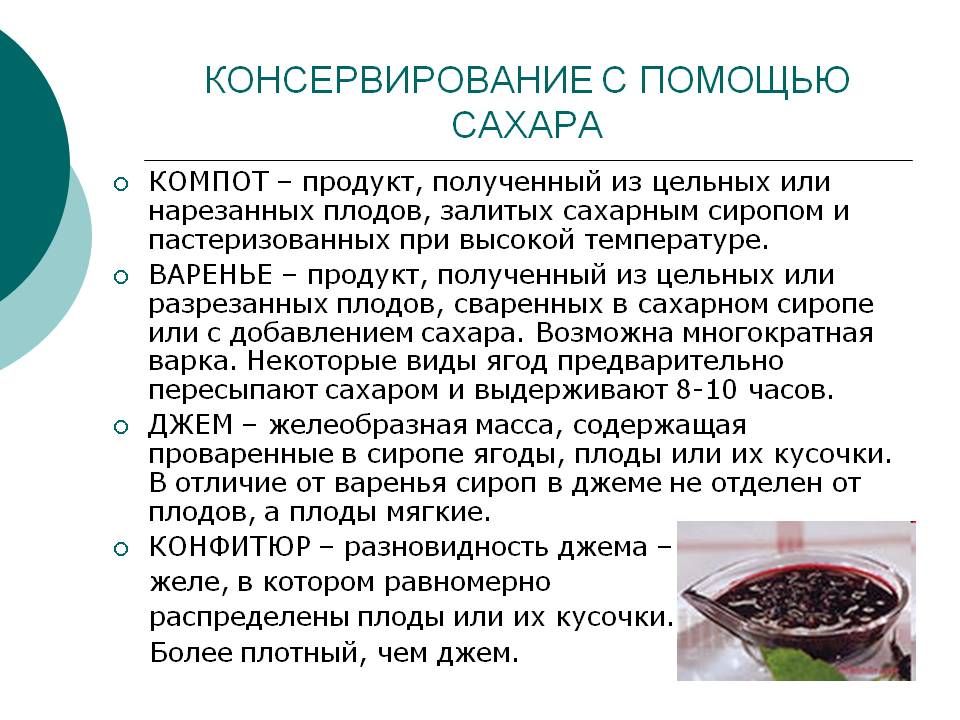 КОНСЕРВИРОВАНИЕ С ПОМОЩЬЮ
САХАРА
КОМПОТ – продукт, полученный из цельных или
нарезанных плодов, залитых сахарным сиропом и
пастеризованных при высокой температуре.
ВАРЕНЬЕ – продукт, полученный из цельных или
разрезанных плодов, сваренных в сахарном сиропе
или с добавлением сахара. Возможна многократная
варка. Некоторые виды ягод предварительно
пересыпают сахаром и выдерживают 8-10 часов.
ДЖЕМ – желеобразная масса, содержащая
проваренные в сиропе ягоды, плоды или их кусочки.
В отличие от варенья сироп в джеме не отделен от
плодов, а плоды мягкие.
КОНФИТЮР – разновидность джема –
желе, в котором равномерно
распределены плоды или их кусочки.
Более плотный, чем джем.